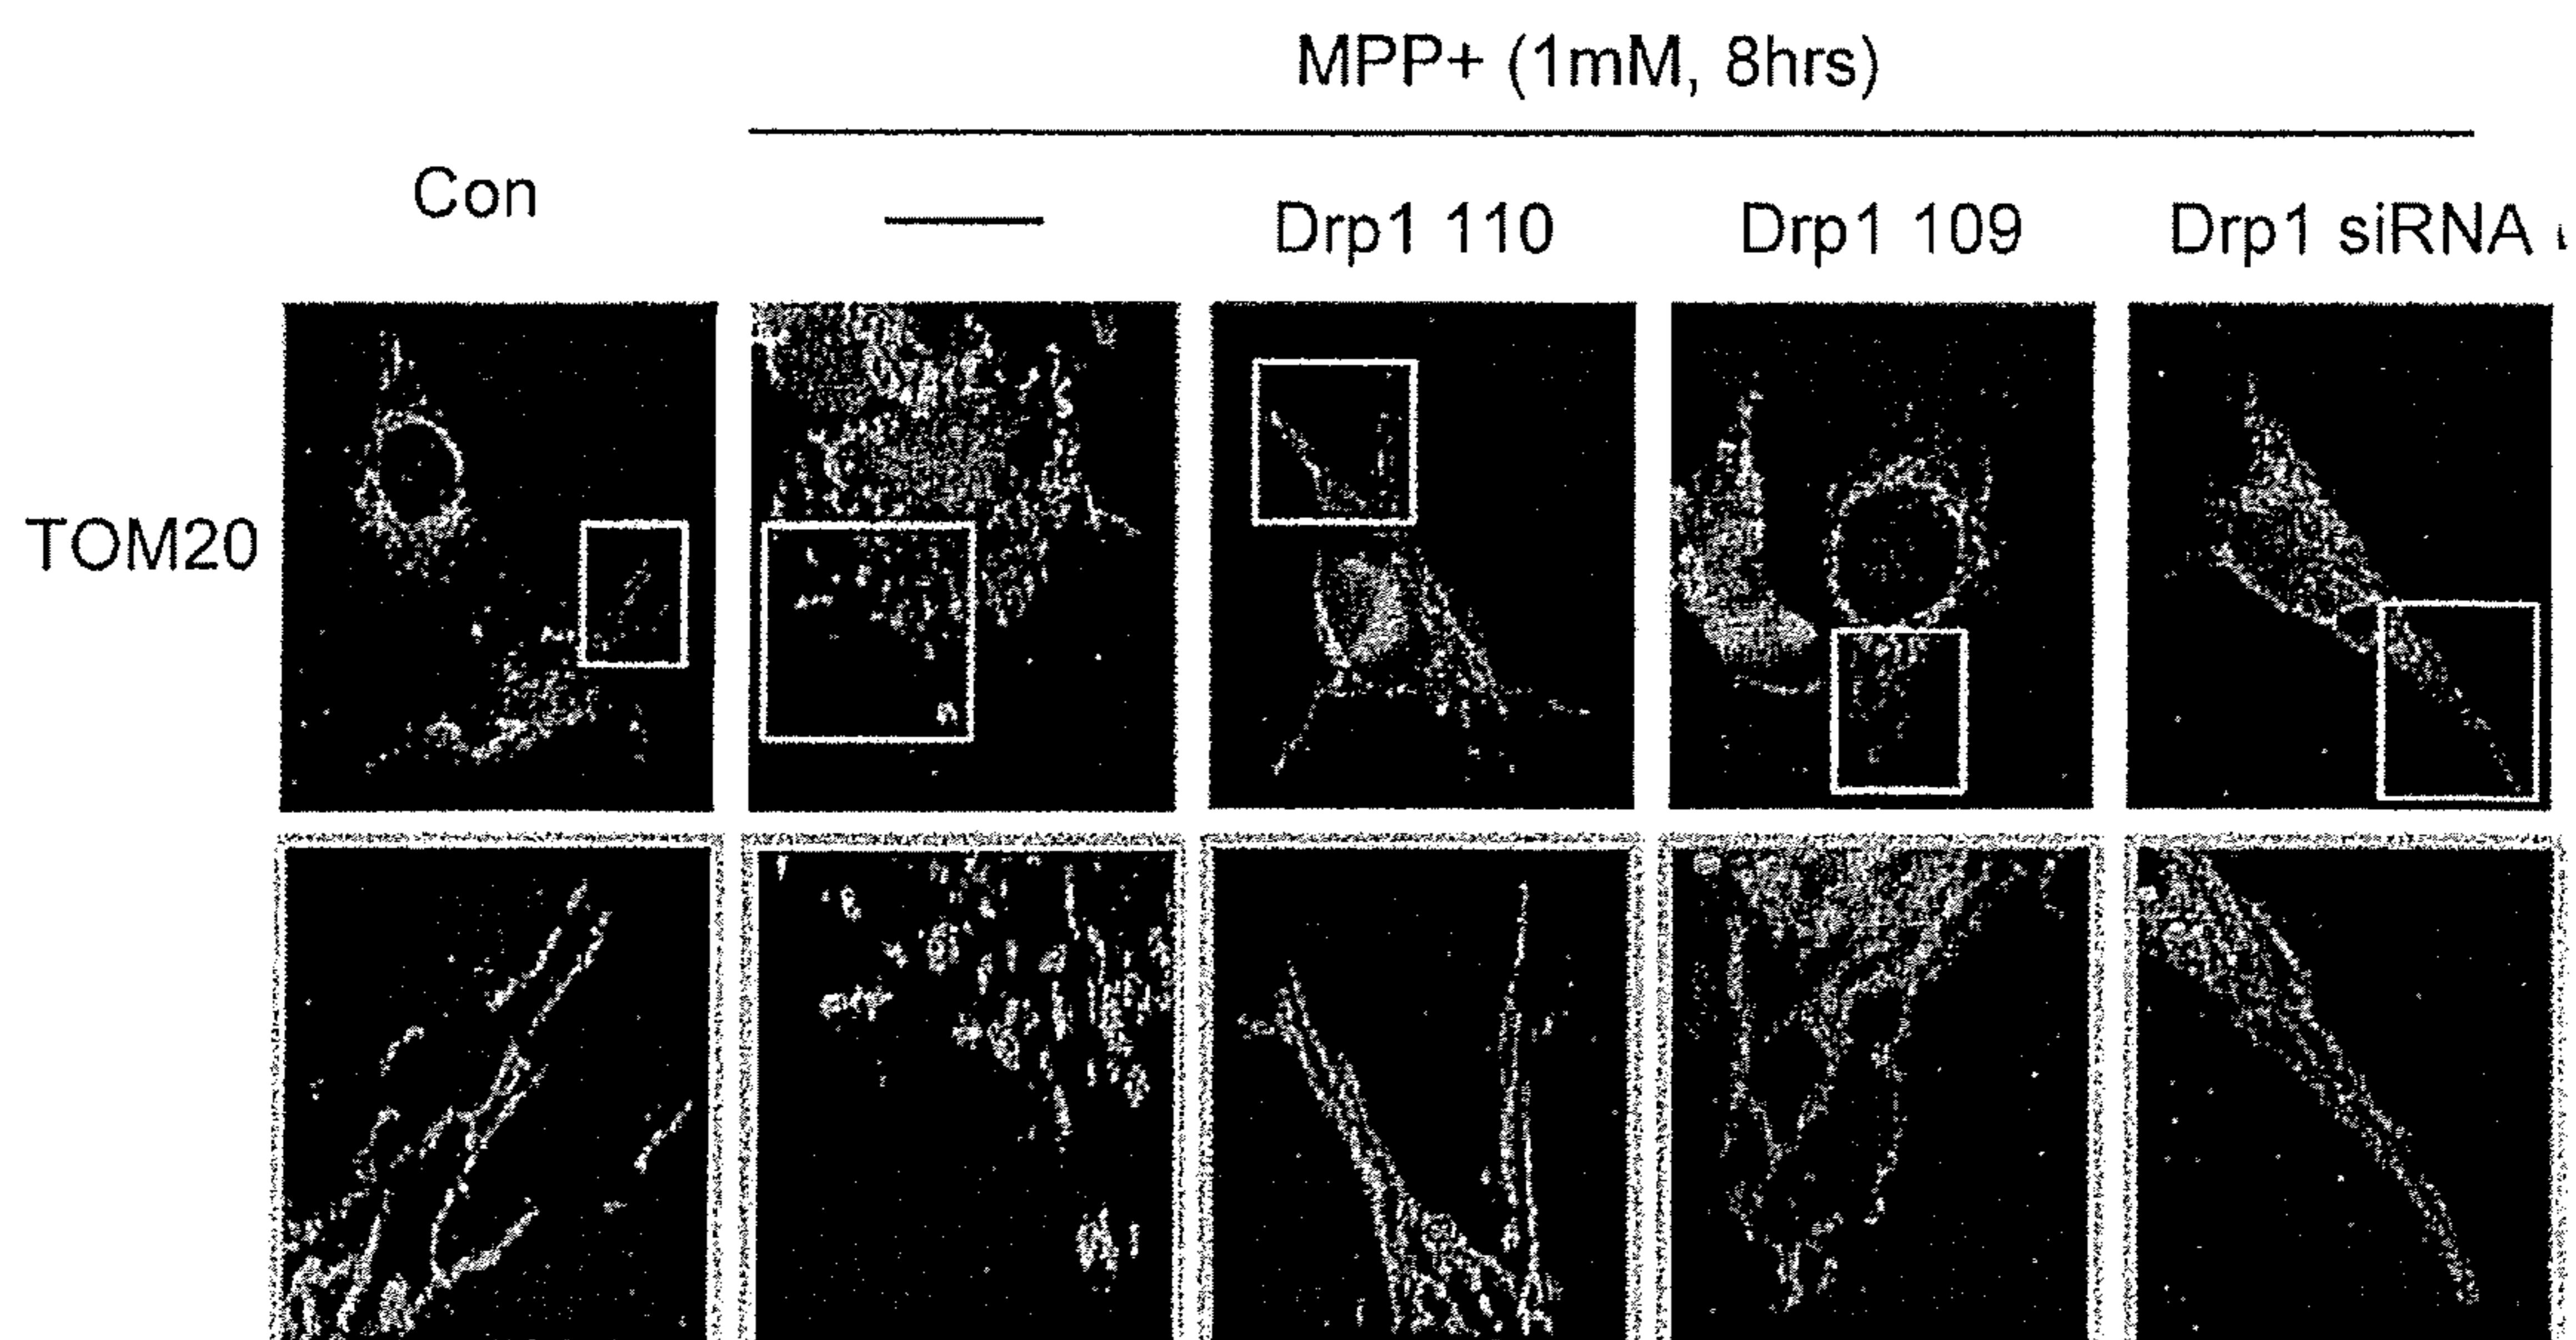 MPP+ (1mM, 8hrs)
Con — Drp1 110 Drp1 109 Drp1 siRNA
TOM20